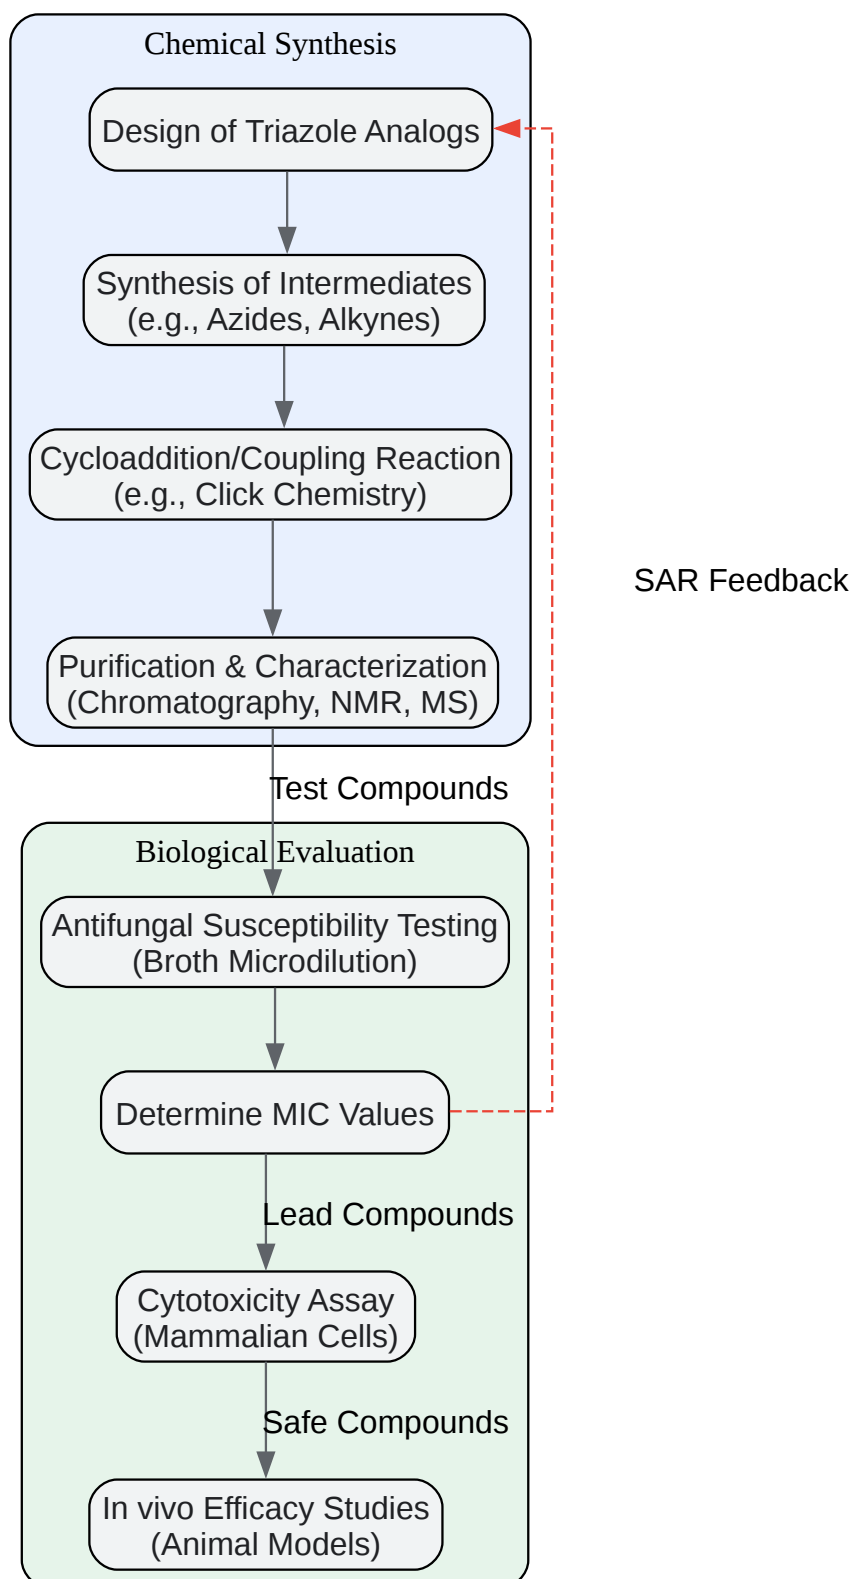 Chemical Synthesis
Design of Triazole Analogs
Synthesis of Intermediates
(e.g., Azides, Alkynes)
Cycloaddition/Coupling Reaction
(e.g., Click Chemistry)
SAR Feedback
Purification & Characterization
(Chromatography, NMR, MS)
Test Compounds
Biological Evaluation
Antifungal Susceptibility Testing
(Broth Microdilution)
Determine MIC Values
Lead Compounds
Cytotoxicity Assay
(Mammalian Cells)
Safe Compounds
In vivo Efficacy Studies
(Animal Models)